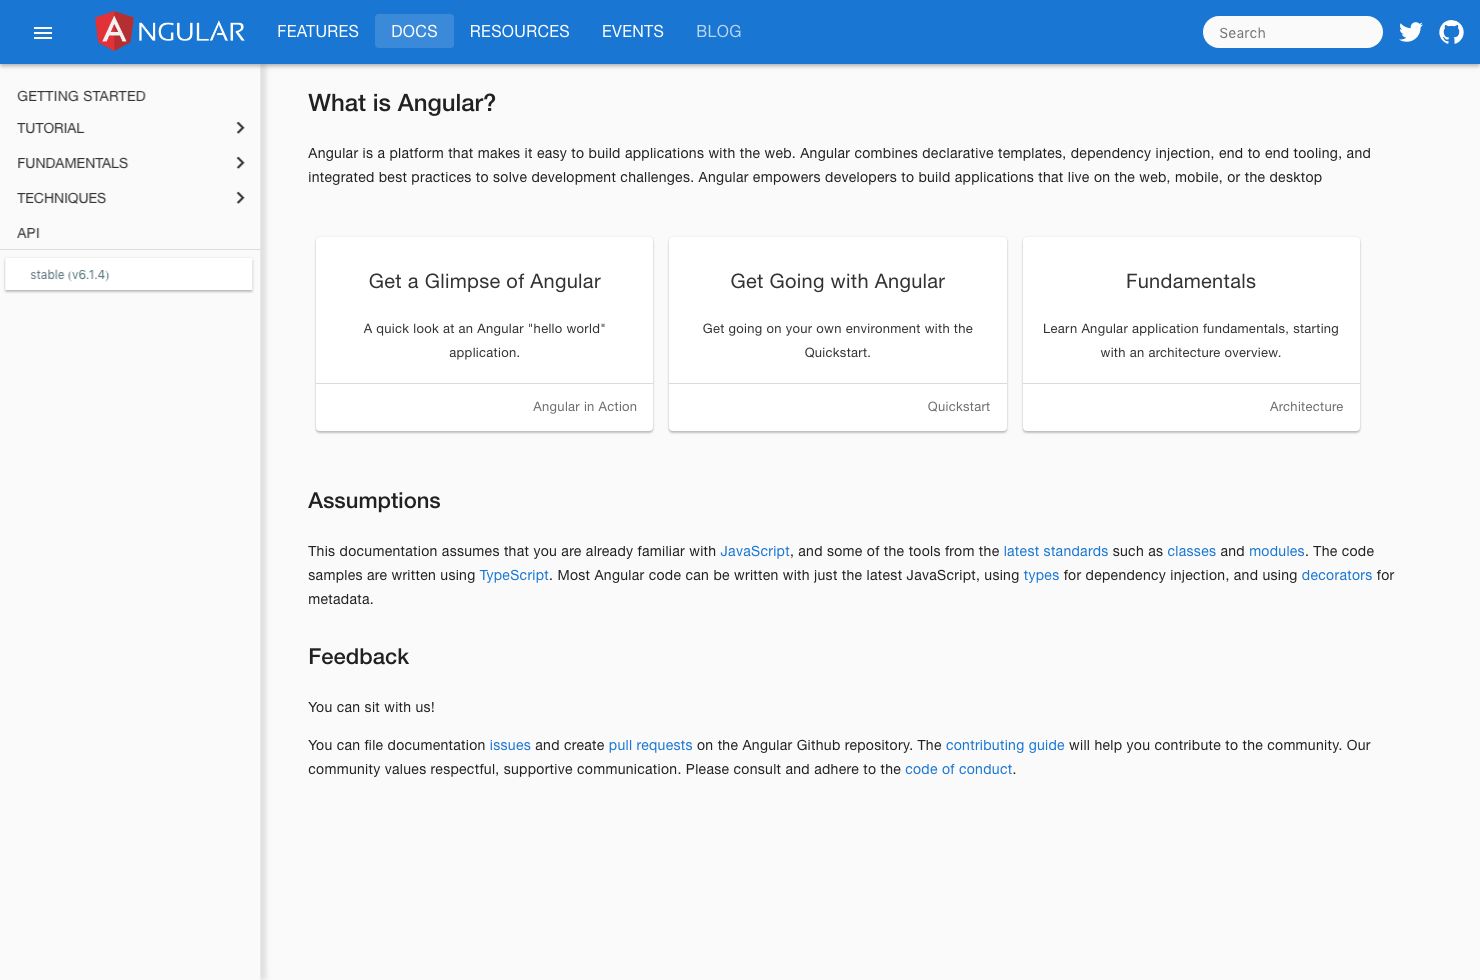 ANGULAR FEATURES DOCS RESOURCES EVENTS BLOG Search
GETTING STARTED
TUTORIAL
FUNDAMENTALS
TECHNIQUES
API
stable (v6.1.4)
What is Angular?
Angular is a platform that makes it easy to build applications with the web. Angular combines declarative templates, dependency injection, end to end tooling, and
integrated best practices to solve development challenges. Angular empowers developers to build applications that live on the web, mobile, or the desktop
Get a Glimpse of Angular
A quick look at an Angular "hello world"
application.
Angular in Action
Get Going with Angular
Get going on your own environment with the
Quickstart.
Quickstart
Fundamentals
Learn Angular application fundamentals, starting
with an architecture overview.
Architecture
Assumptions
This documentation assumes that you are already familiar with JavaScript, and some of the tools from the latest standards such as classes and modules. The code
samples are written using TypeScript. Most Angular code can be written with just the latest JavaScript, using types for dependency injection, and using decorators for
metadata.
Feedback
You can sit with us!
You can file documentation issues and create pull requests on the Angular Github repository. The contributing guide will help you contribute to the community. Our
community values respectful, supportive communication. Please consult and adhere to the code of conduct.